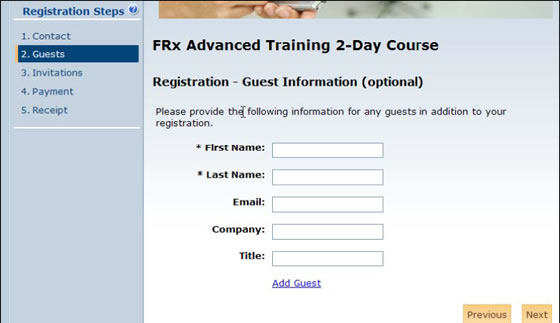 Registration Steps ?
1. Contact
2. Guests
3. Invitations
4. Payment
5. Receipt
FRx Advanced Training 2-Day Course
Registration - Guest Information (optional)
Please provide the following information for any guests in addition to your
registration.
* First Name:
* Last Name:
Email:
Company:
Title:
Add Guest
Previous Next